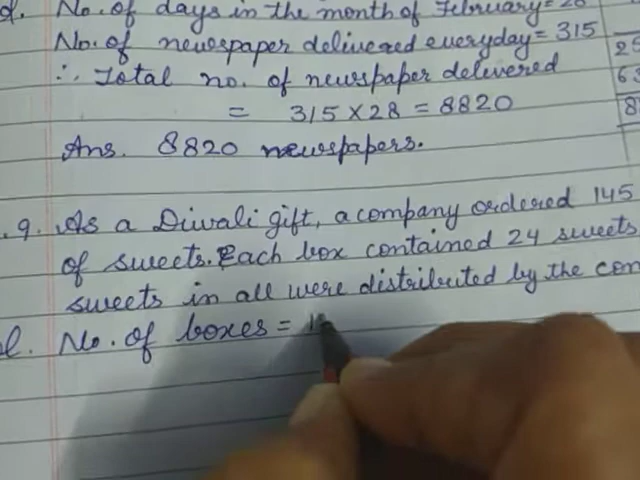 No. of days in the month of February = 28
No. of newspaper delivered everyday = 315
∴ Total no. of newspaper delivered
= 315 × 28 = 8820
Ans. 8820 newspapers.
9. As a Diwali gift, a company ordered 145
of sweets. Each box contained 24 sweets
sweets in all were distributed by the com
No. of boxes = 1